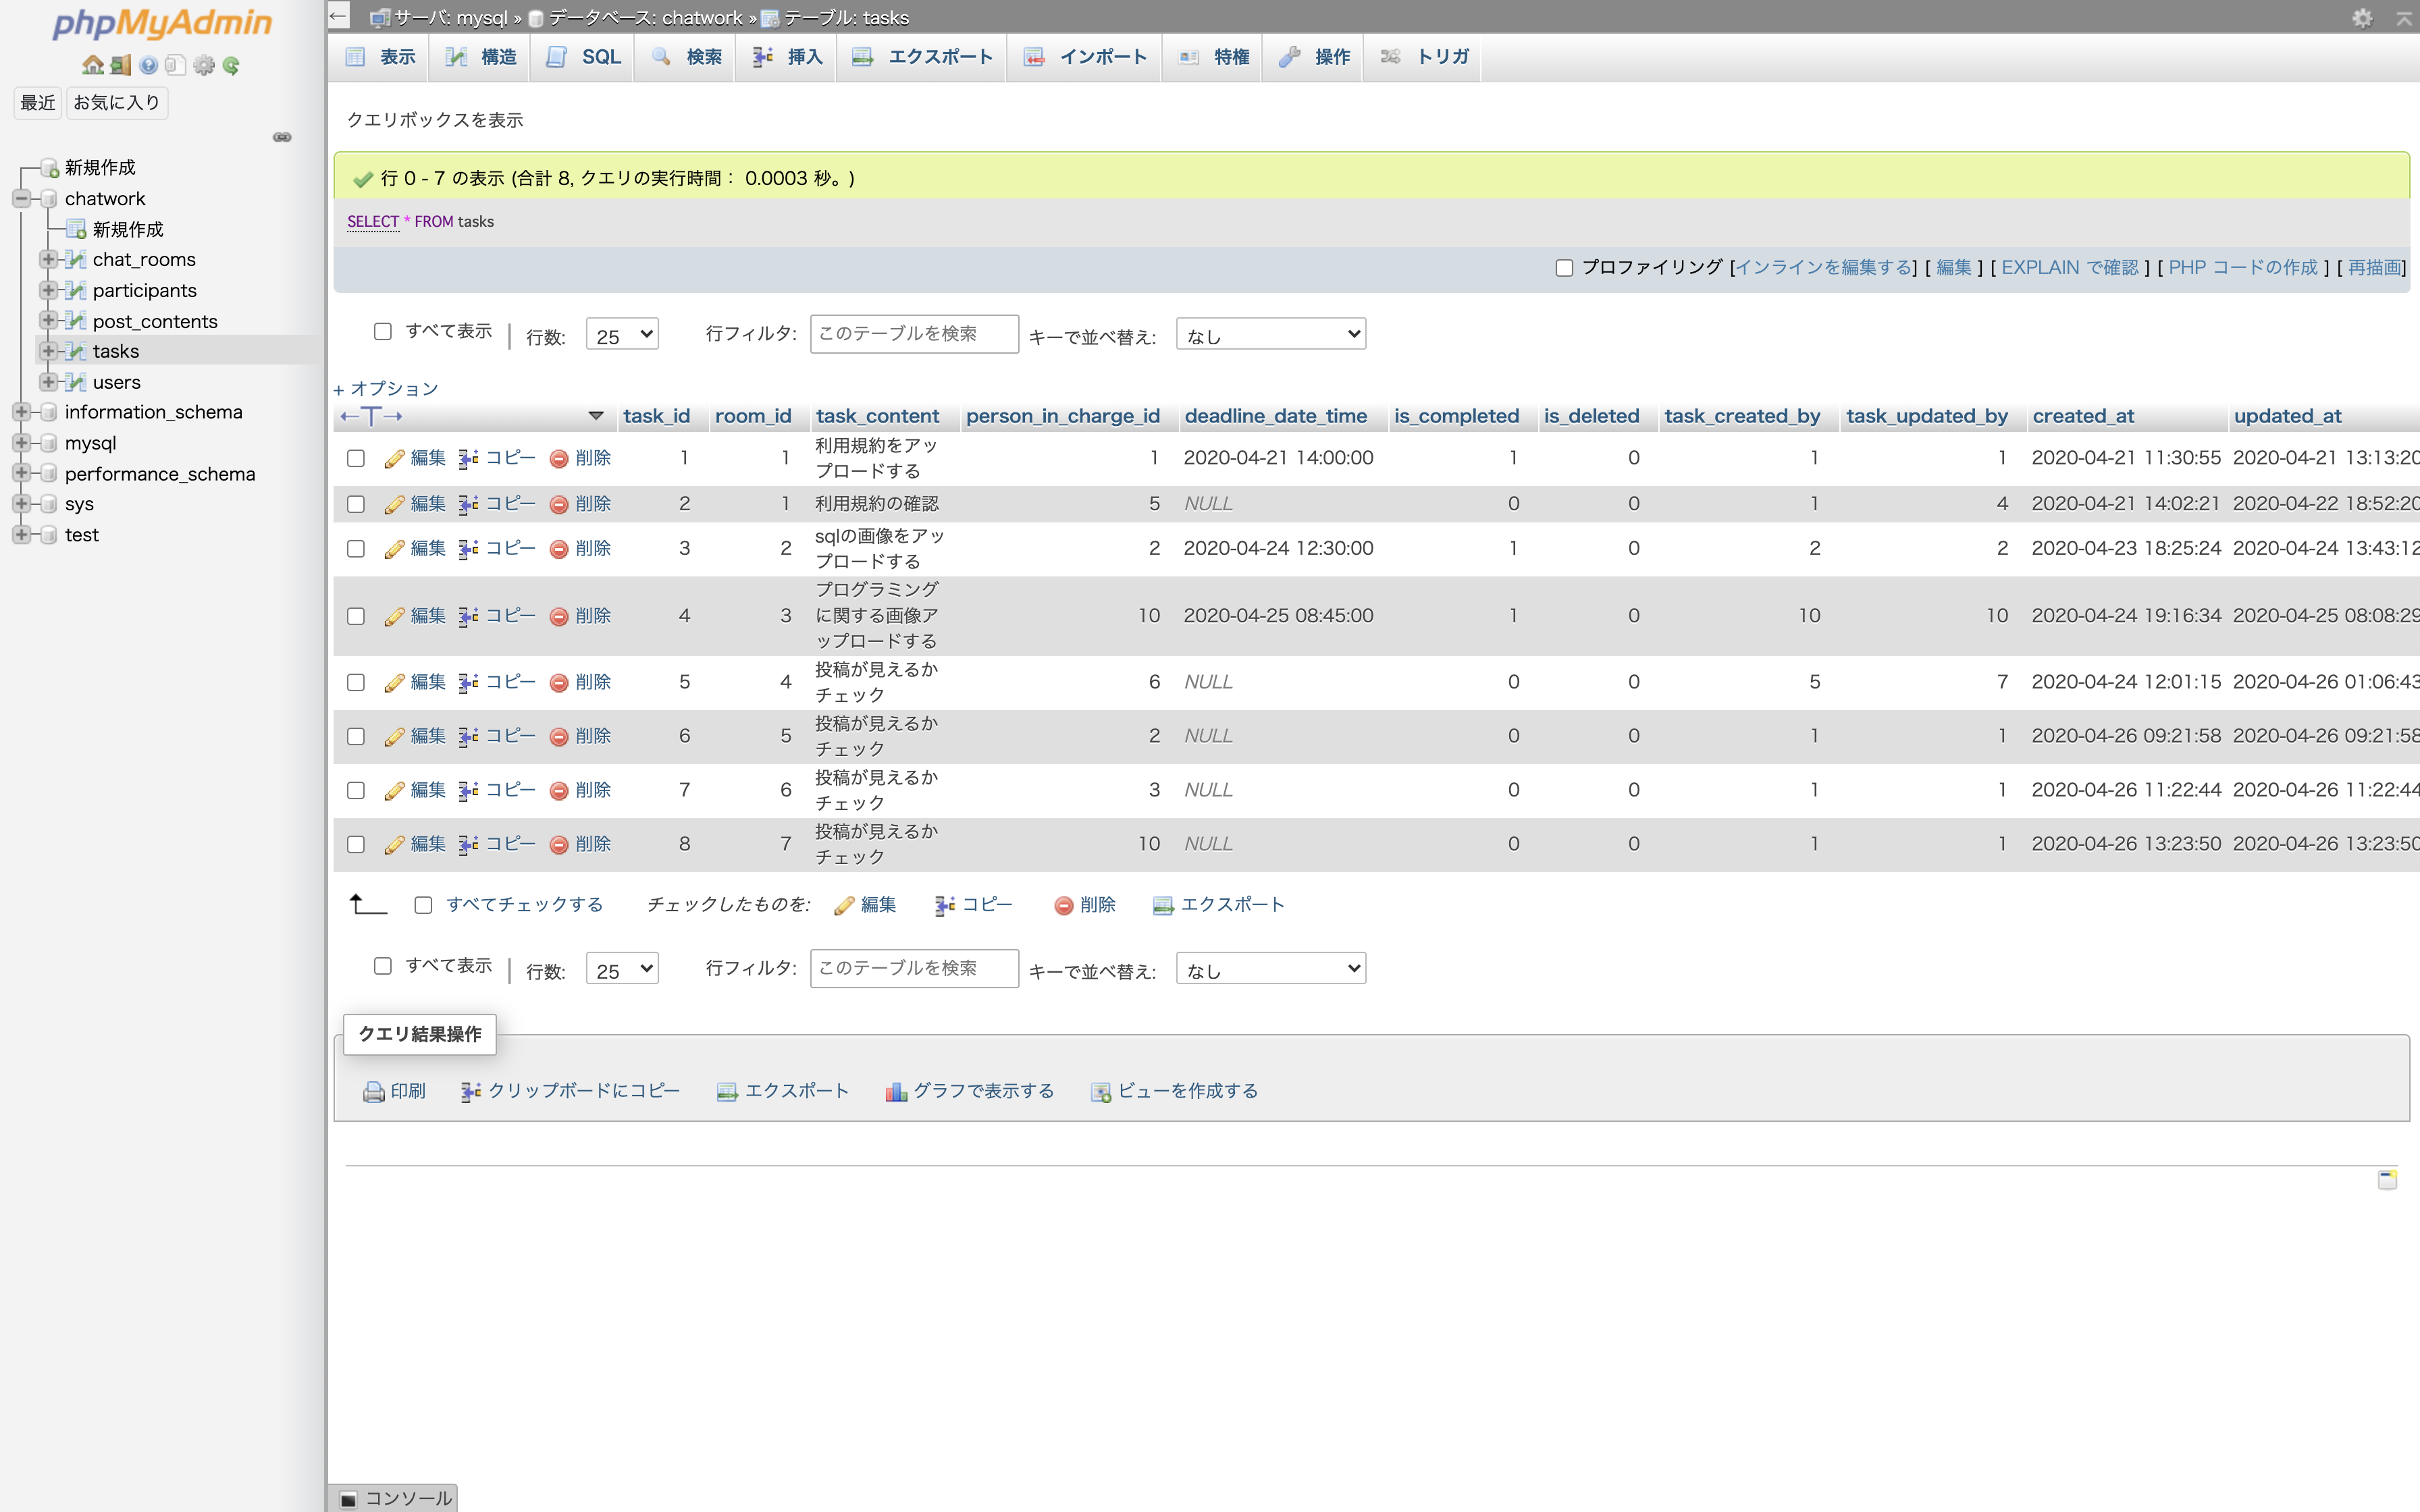 phpMyAdmin
最近 お気に入り
新規作成
chatwork
新規作成
chat_rooms
participants
post_contents
tasks
users
information_schema
mysql
performance_schema
sys
test
サーバ: mysql » データベース: chatwork » テーブル: tasks
表示 構造 SQL 検索 挿入 エクスポート インポート 特権 操作 トリガ
クエリボックスを表示
行 0 - 7 の表示 (合計 8, クエリの実行時間： 0.0003 秒。)
SELECT * FROM tasks
プロファイリング [インラインを編集する] [ 編集 ] [ EXPLAIN で確認 ] [ PHP コードの作成 ] [ 再描画]
すべて表示 | 行数: 25 行フィルタ: このテーブルを検索 キーで並べ替え: なし
+ オプション
←T→ task_id room_id task_content person_in_charge_id deadline_date_time is_completed is_deleted task_created_by task_updated_by created_at updated_at
編集 コピー 削除 1 1 利用規約をアップロードする 1 2020-04-21 14:00:00 1 0 1 1 2020-04-21 11:30:55 2020-04-21 13:13:20
編集 コピー 削除 2 1 利用規約の確認 5 NULL 0 0 1 4 2020-04-21 14:02:21 2020-04-22 18:52:20
編集 コピー 削除 3 2 sqlの画像をアップロードする 2 2020-04-24 12:30:00 1 0 2 2 2020-04-23 18:25:24 2020-04-24 13:43:12
編集 コピー 削除 4 3 プログラミングに関する画像アップロードする 10 2020-04-25 08:45:00 1 0 10 10 2020-04-24 19:16:34 2020-04-25 08:08:29
編集 コピー 削除 5 4 投稿が見えるかチェック 6 NULL 0 0 5 7 2020-04-24 12:01:15 2020-04-26 01:06:43
編集 コピー 削除 6 5 投稿が見えるかチェック 2 NULL 0 0 1 1 2020-04-26 09:21:58 2020-04-26 09:21:58
編集 コピー 削除 7 6 投稿が見えるかチェック 3 NULL 0 0 1 1 2020-04-26 11:22:44 2020-04-26 11:22:44
編集 コピー 削除 8 7 投稿が見えるかチェック 10 NULL 0 0 1 1 2020-04-26 13:23:50 2020-04-26 13:23:50
すべてチェックする チェックしたものを: 編集 コピー 削除 エクスポート
すべて表示 | 行数: 25 行フィルタ: このテーブルを検索 キーで並べ替え: なし
クエリ結果操作
印刷 クリップボードにコピー エクスポート グラフで表示する ビューを作成する
コンソール